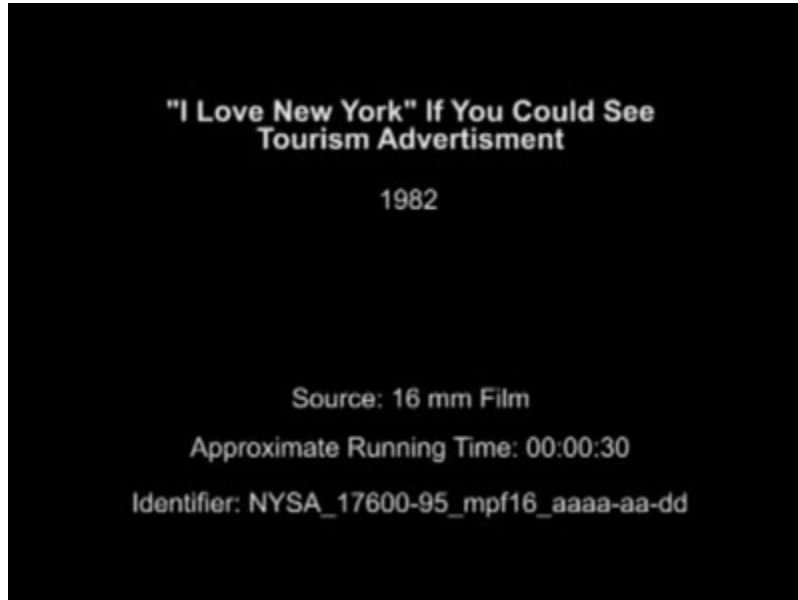 "I Love New York" If You Could See
Tourism Advertisment
1982
Source: 16 mm Film
Approximate Running Time: 00:00:30
Identifier: NYSA_17600-95_mpf16_aaaa-aa-dd